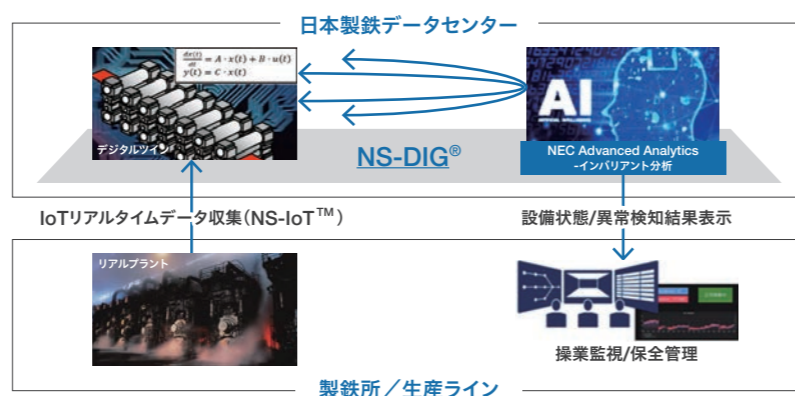 日本製鉄データセンター
dx(t)/dt = A・x(t) + B・u(t)
y(t) = C・x(t)
AI
ARTIFICIAL INTELLIGENCE
デジタルツイン
NS-DIG®
NEC Advanced Analytics
-インバリアント分析
IoTリアルタイムデータ収集(NS-IoT™)
設備状態/異常検知結果表示
リアルプラント
操業監視/保全管理
製鉄所/生産ライン